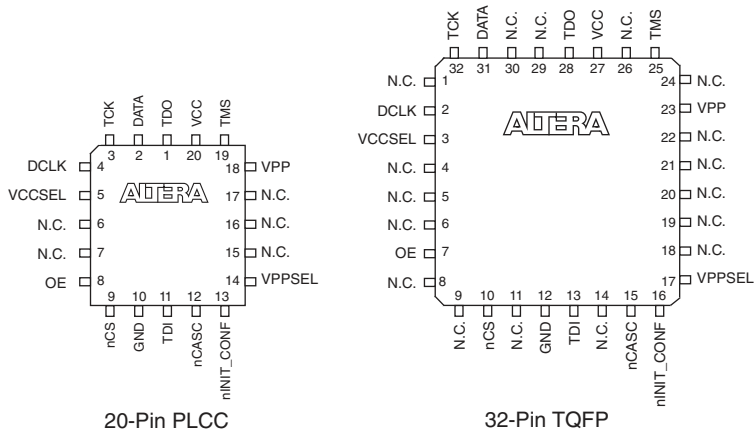 TCK DATA TDO VCC TMS
3 2 1 20 19
DCLK 4
VCCSEL 5
N.C. 6
N.C. 7
OE 8
ALTERA
18 VPP
17 N.C.
16 N.C.
15 N.C.
14 VPPSEL
9 10 11 12 13
nCS GND TDI nCASC nINIT_CONF
20-Pin PLCC
TCK DATA N.C. N.C. TDO VCC N.C. TMS
32 31 30 29 28 27 26 25
N.C. 1
DCLK 2
VCCSEL 3
N.C. 4
N.C. 5
N.C. 6
OE 7
N.C. 8
ALTERA
24 N.C.
23 VPP
22 N.C.
21 N.C.
20 N.C.
19 N.C.
18 N.C.
17 VPPSEL
9 10 11 12 13 14 15 16
N.C. nCS N.C. GND TDI N.C. nCASC nINIT_CONF
32-Pin TQFP